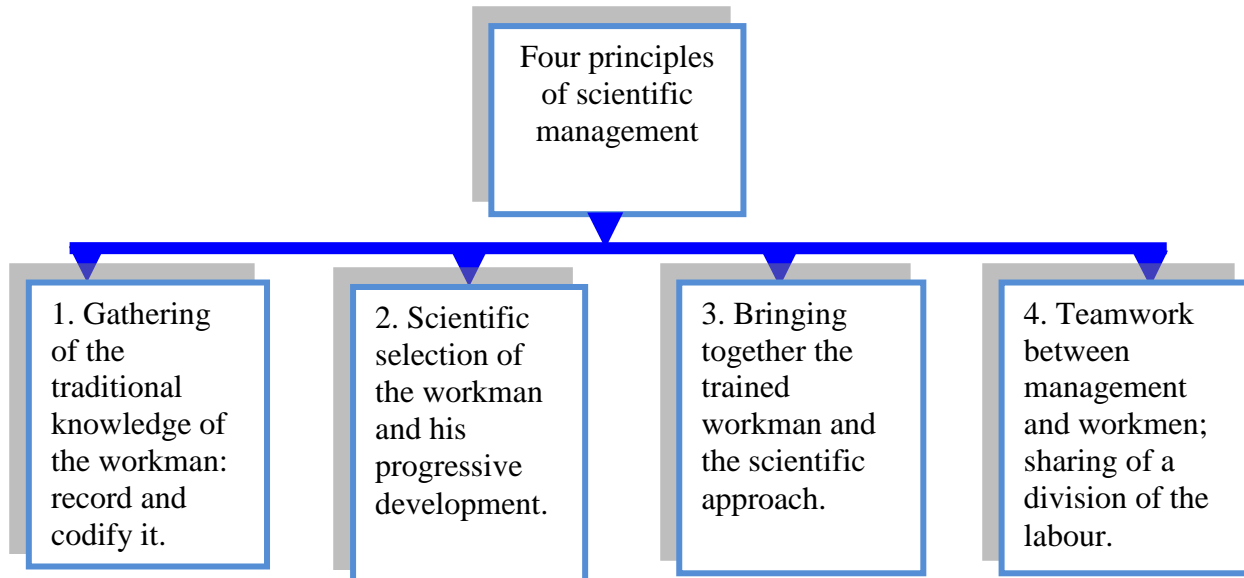 Four principles
of scientific
management
1. Gathering
of the
traditional
knowledge of
the workman:
record and
codify it.
2. Scientific
selection of
the workman
and his
progressive
development.
3. Bringing
together the
trained
workman and
the scientific
approach.
4. Teamwork
between
management
and workmen;
sharing of a
division of the
labour.